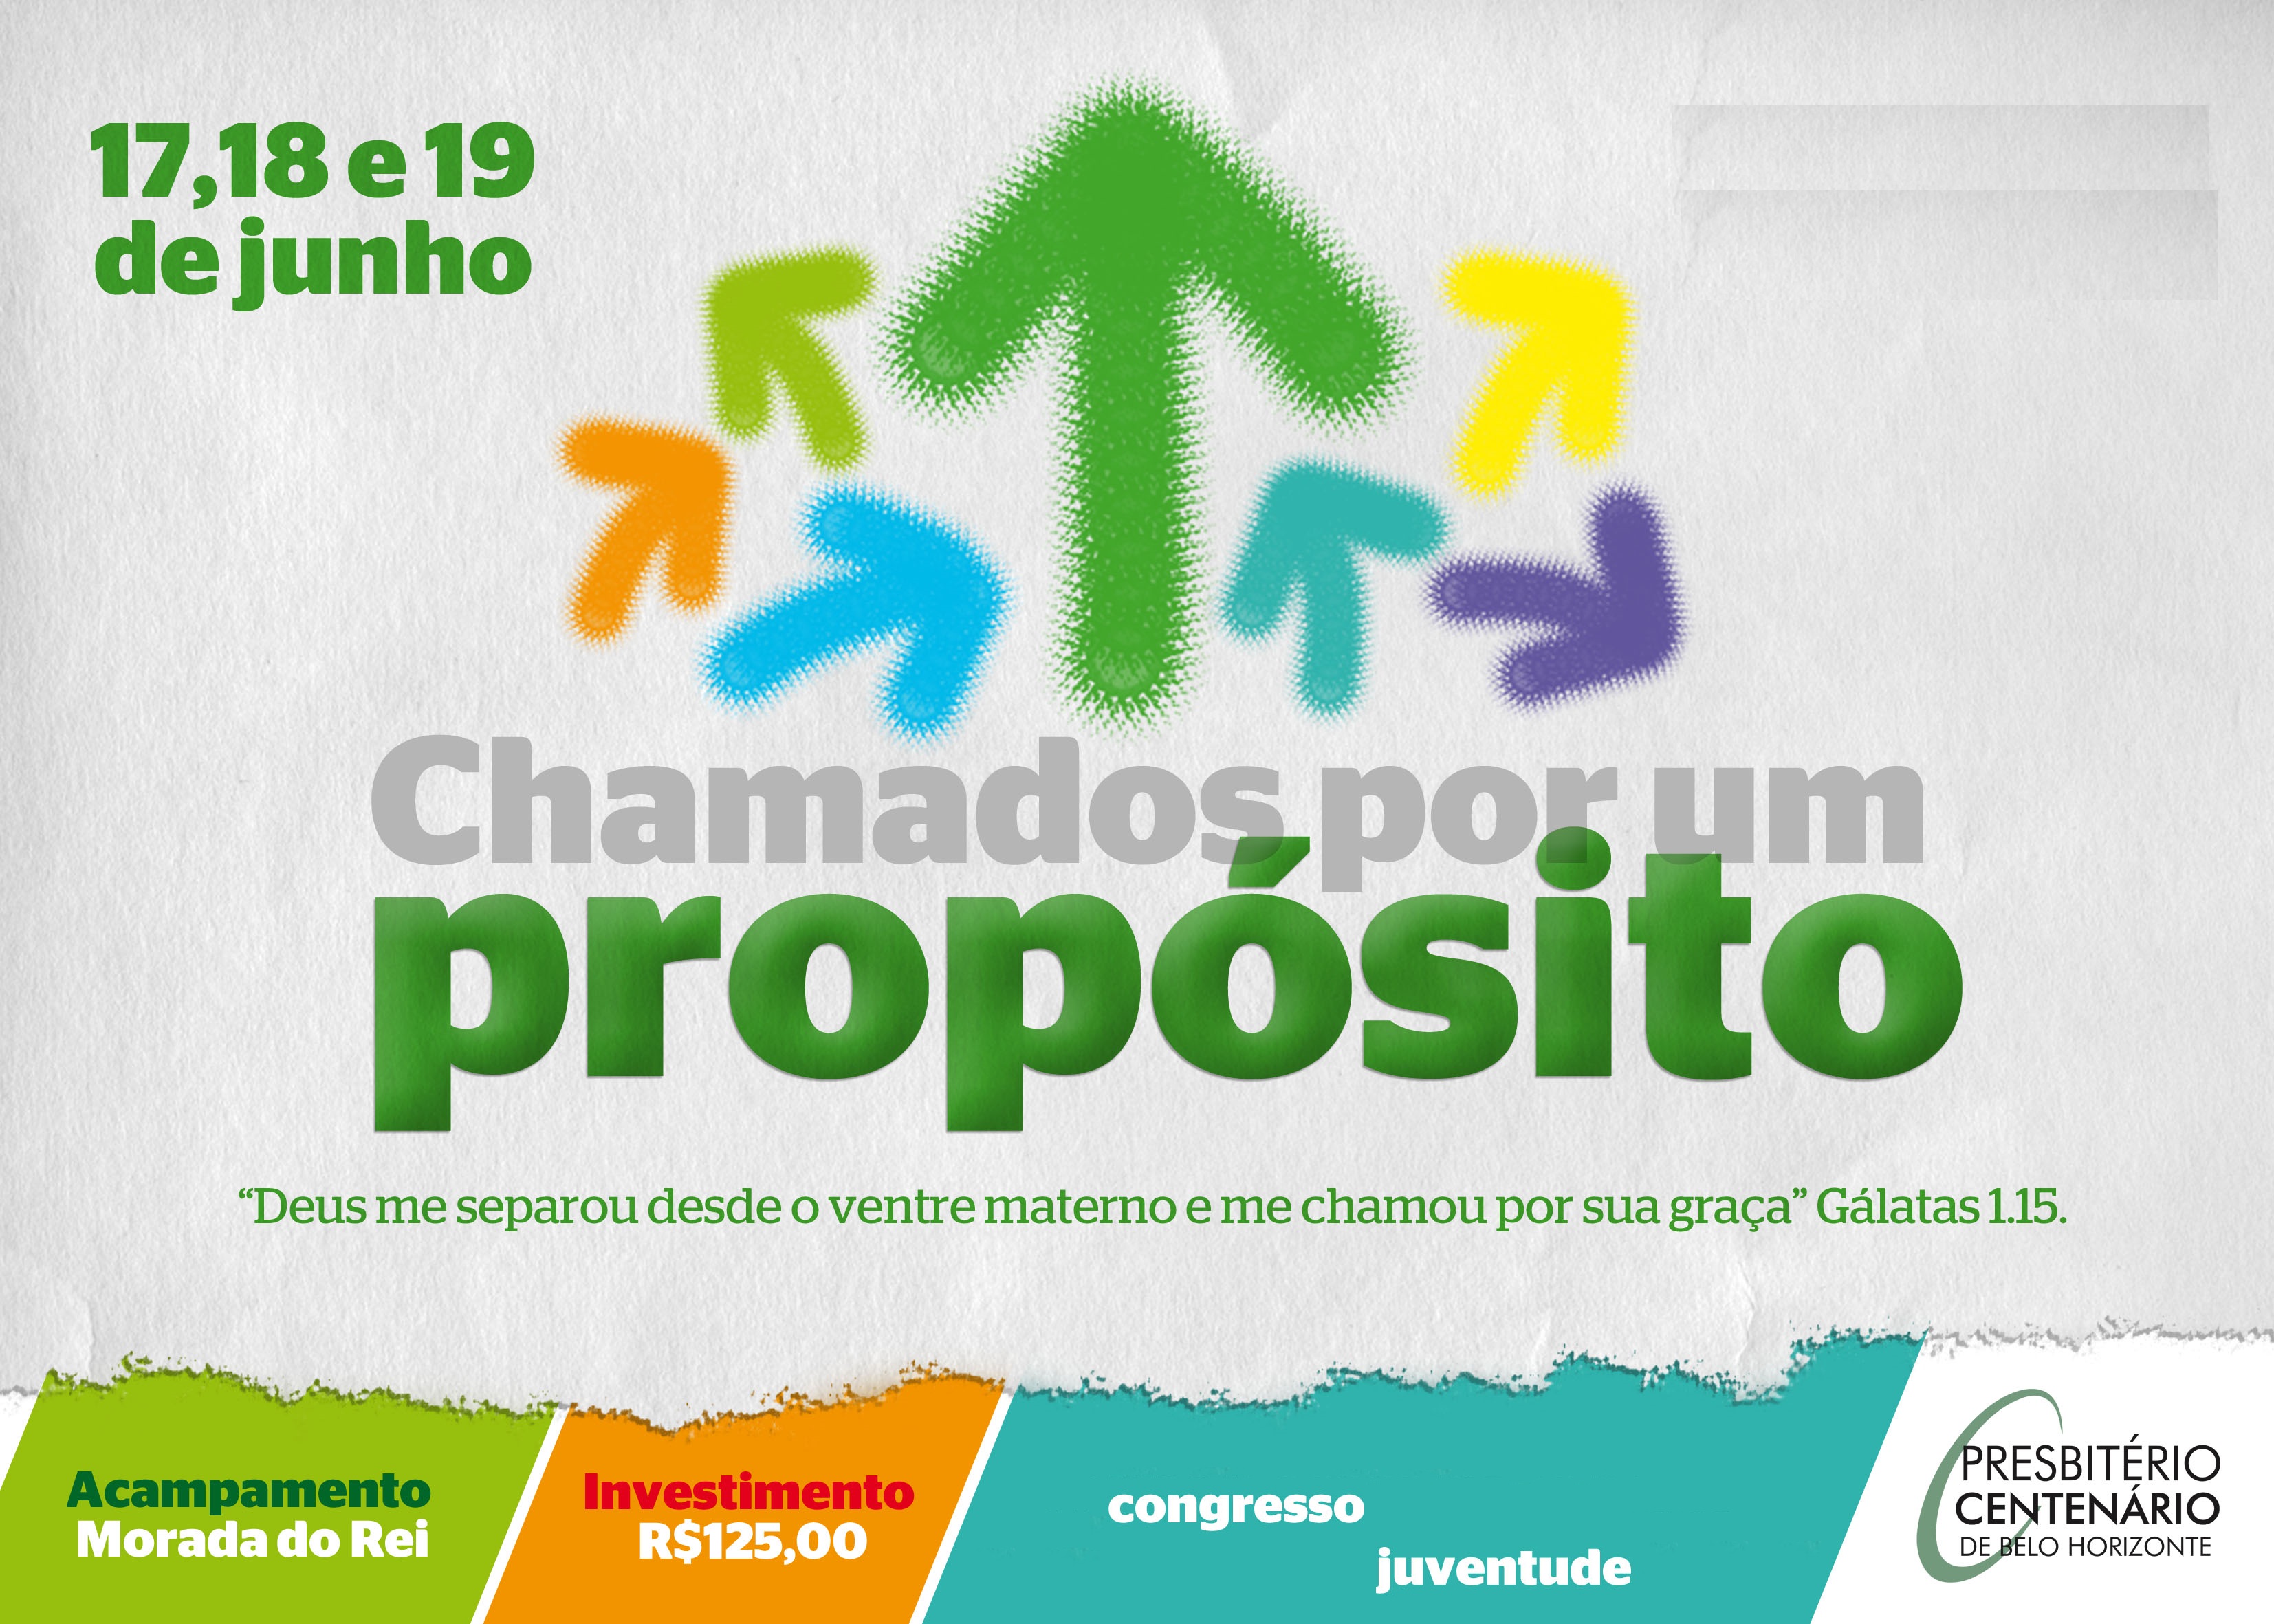 17,18 e 19
de junho
Chamados por um
propósito
“Deus me separou desde o ventre materno e me chamou por sua graça” Gálatas 1.15.
Acampamento
Morada do Rei
Investimento
R$125,00
congresso
juventude
PRESBITÉRIO
CENTENÁRIO
DE BELO HORIZONTE